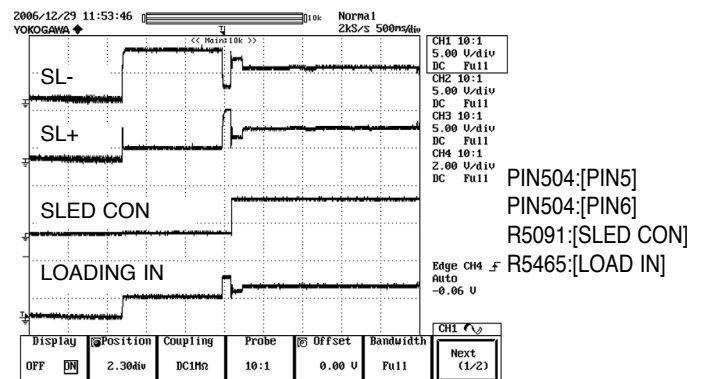 2006/12/29 11:53:46
10k
Normal
YOKOGAWA
2kS/s 500ms/div
<< Main:10k >>
CH1 10:1
5.00 V/div
DC Full
CH2 10:1
5.00 V/div
DC Full
CH3 10:1
5.00 V/div
DC Full
CH4 10:1
2.00 V/div
DC Full
SL-
SL+
SLED CON
LOADING IN
PIN504:[PIN5]
PIN504:[PIN6]
R5091:[SLED CON]
R5465:[LOAD IN]
Edge CH4
Auto
-0.06 V
CH1
Display
OFF ON
Position
2.30div
Coupling
DC1MΩ
Probe
10:1
Offset
0.00 V
Bandwidth
Full
Next
(1/2)